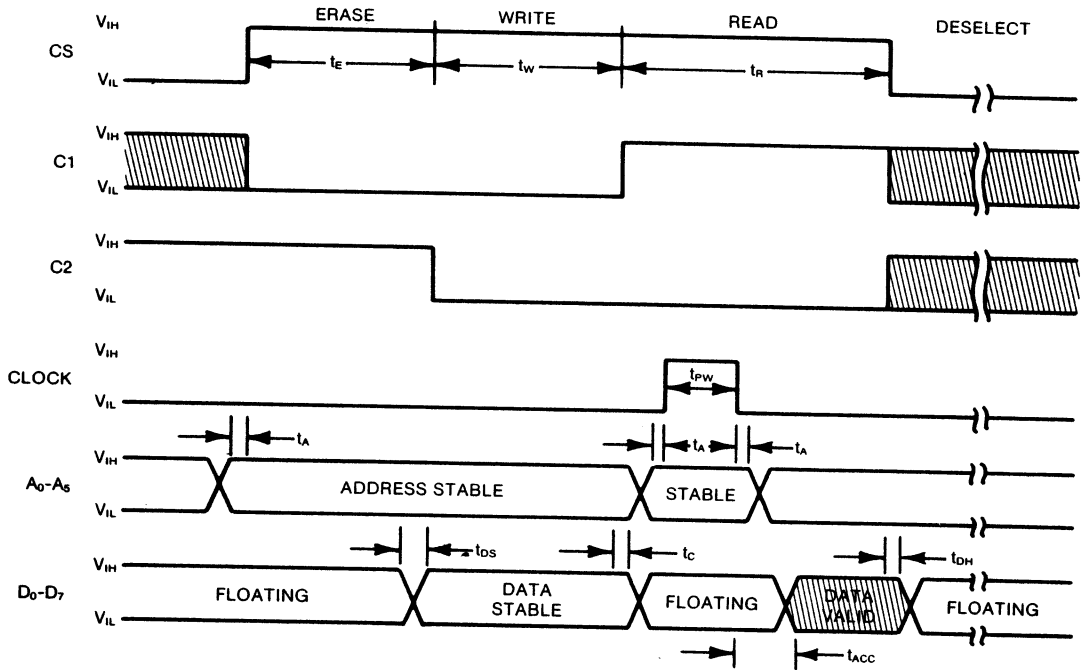 ERASE WRITE READ DESELECT
CS VIH VIL
tE tW tR
C1 VIH VIL
C2 VIH VIL
CLOCK VIH VIL
tPW
tA tA tA
A0-A5 VIH VIL
ADDRESS STABLE STABLE
tDS tC tDH
D0-D7 VIH VIL
FLOATING DATA STABLE FLOATING DATA VALID FLOATING
tACC